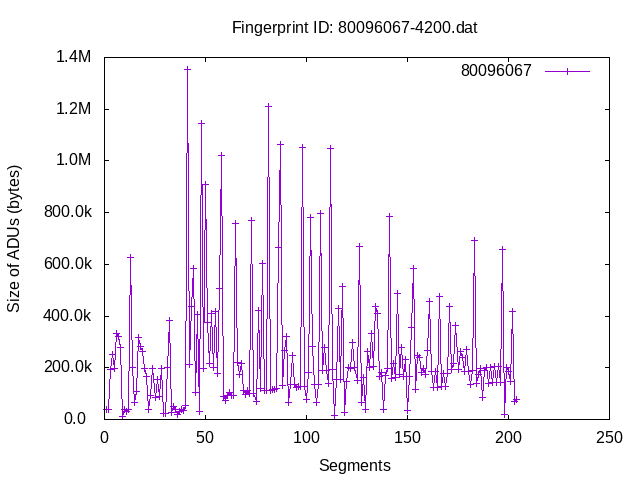 Fingerprint ID: 80096067-4200.dat
80096067
1.4M
1.2M
1.0M
800.0k
600.0k
400.0k
200.0k
0.0
Size of ADUs (bytes)
0 50 100 150 200 250
Segments